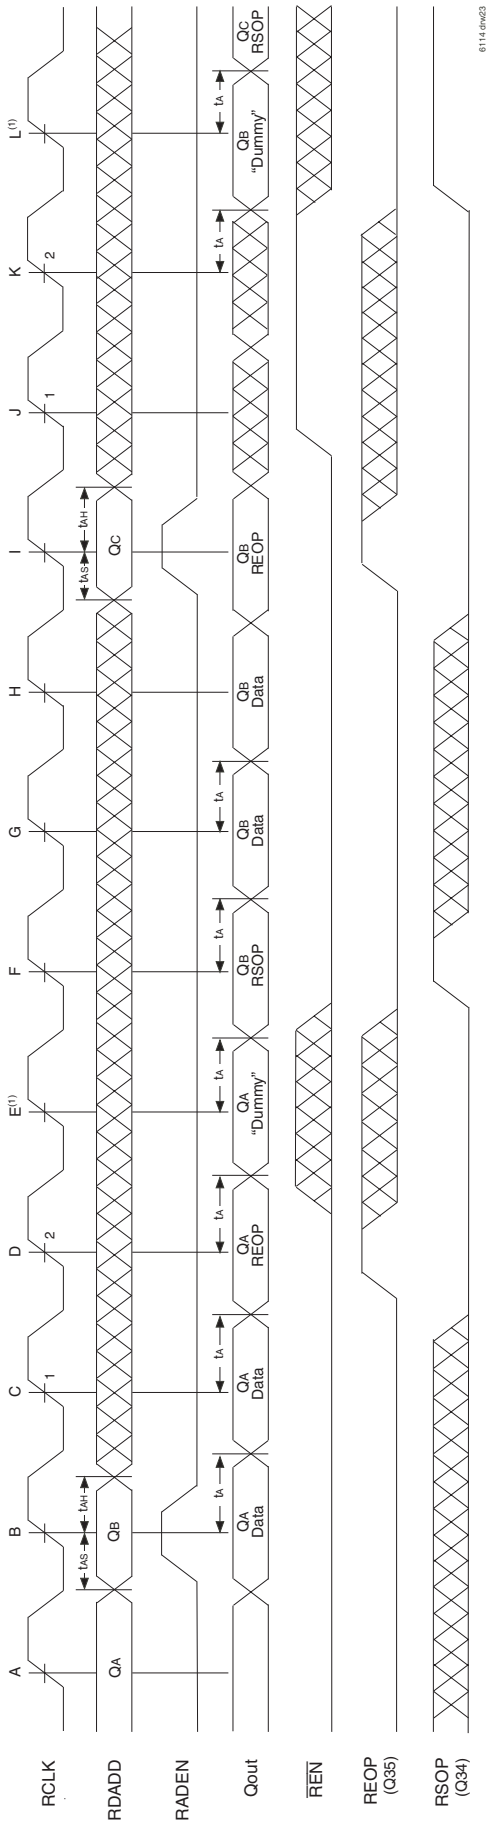 A B C D E(1) F G H I J K L(1)
RCLK
1 2 1 2
tAS tAH tAS tAH
RDADD
QA QB QC
RADEN
tA tA tA tA tA tA tA tA
Qout
QA QA QA QA QB QB QB QB QB QC
Data Data REOP "Dummy" RSOP Data Data REOP "Dummy" RSOP
REN
REOP
(Q35)
RSOP
(Q34)
6114 drw23